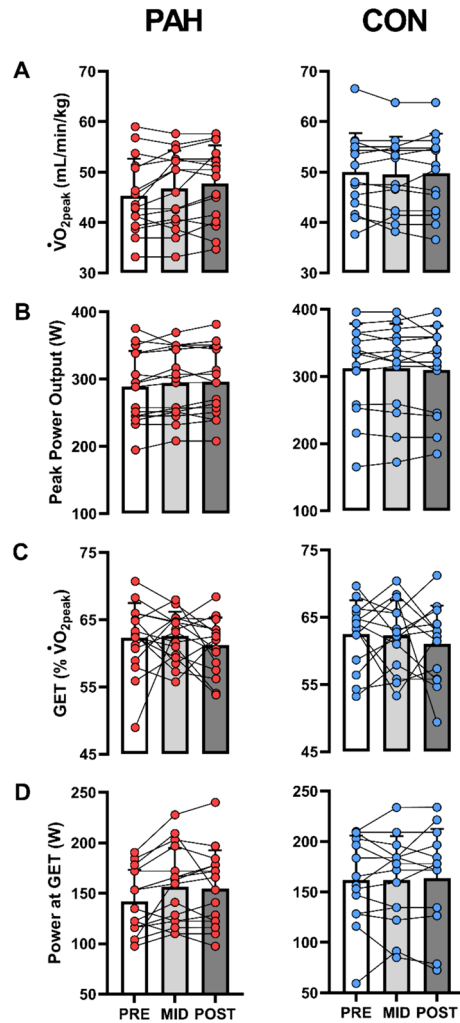 PAH CON
A
V̇O2peak (mL/min/kg)
70 70
60 60
50 50
40 40
30 30
B
Peak Power Output (W)
400 400
300 300
200 200
100 100
C
GET (% V̇O2peak)
75 75
65 65
55 55
45 45
D
Power at GET (W)
250 250
200 200
150 150
100 100
50 50
PRE MID POST PRE MID POST